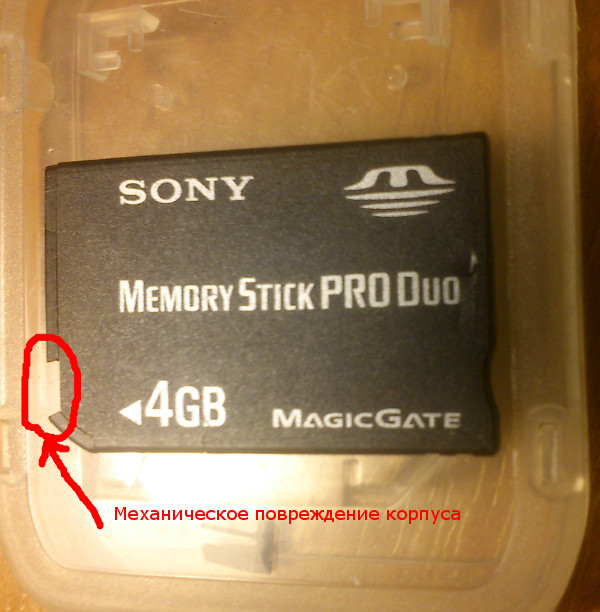 SONY
MEMORY STICK PRO DUO
4GB
MAGICGATE
Механическое повреждение корпуса